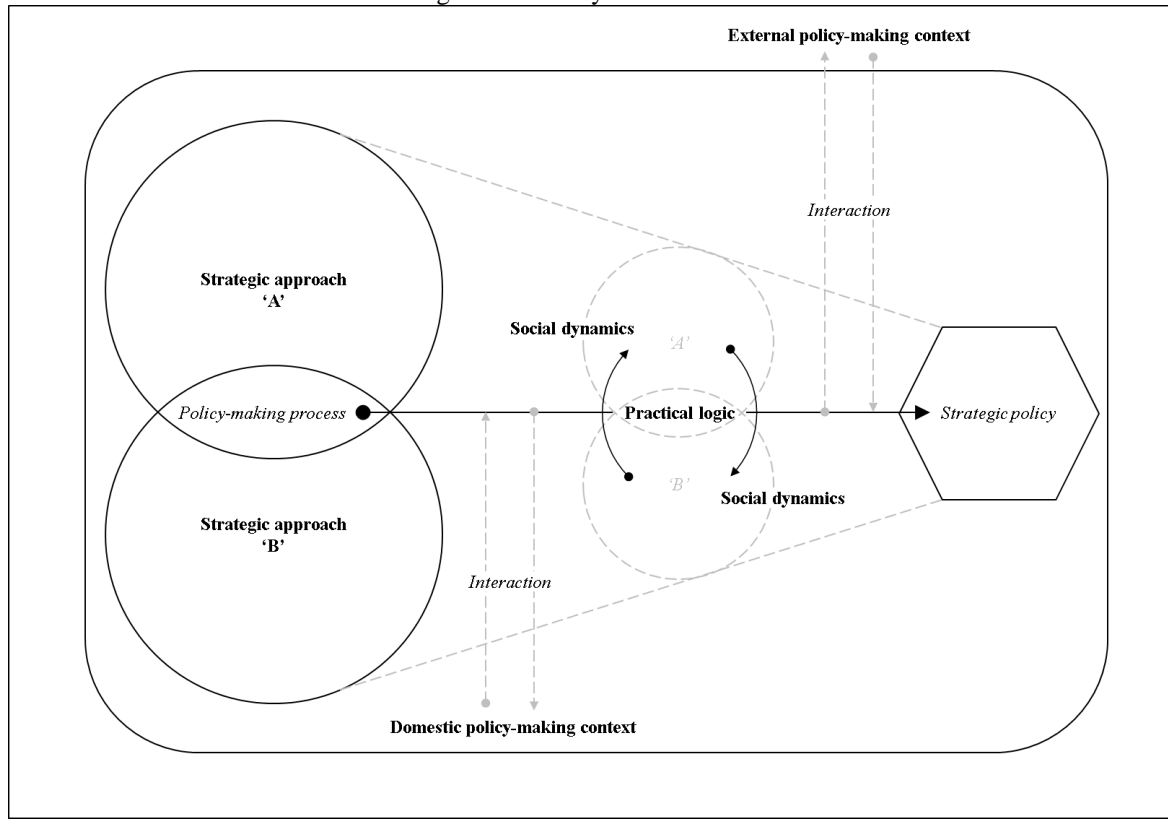 External policy-making context
Interaction
Strategic approach
‘A’
Social dynamics
‘A’
Policy-making process
Practical logic
Strategic policy
‘B’
Social dynamics
Strategic approach
‘B’
Interaction
Domestic policy-making context